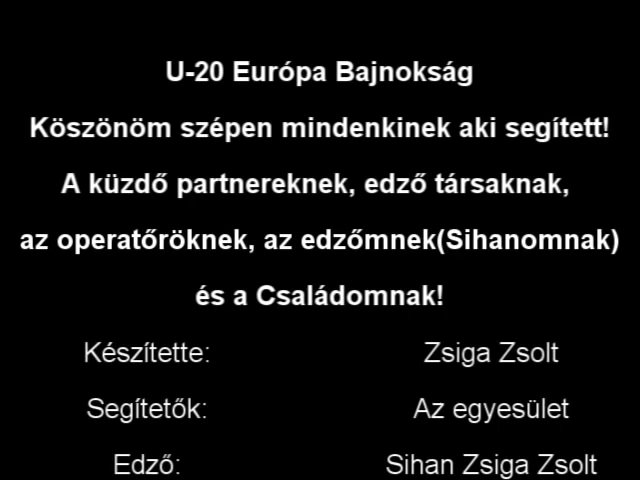 U-20 Európa Bajnokság
Köszönöm szépen mindenkinek aki segített!
A küzdő partnereknek, edző társaknak,
az operatőröknek, az edzőmnek(Sihanomnak)
és a Családomnak!
Készítette: Zsiga Zsolt
Segítetők: Az egyesület
Edző: Sihan Zsiga Zsolt